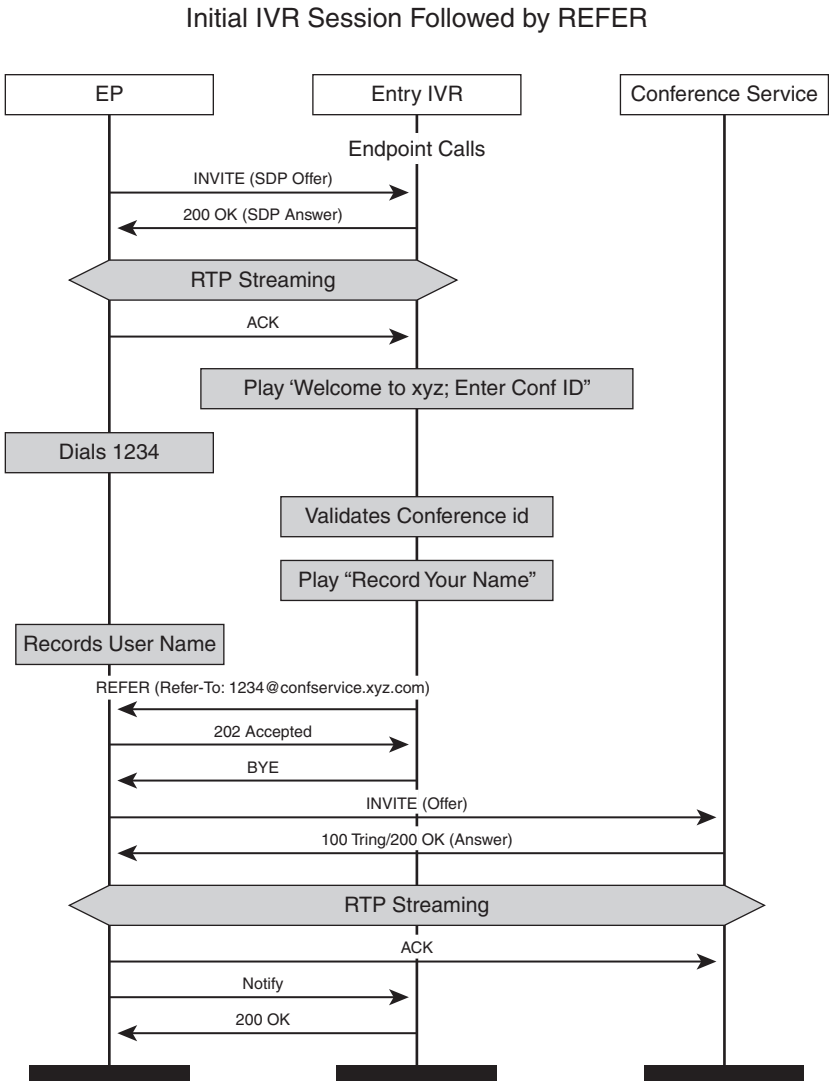 Initial IVR Session Followed by REFER
EP
Entry IVR
Conference Service
Endpoint Calls
INVITE (SDP Offer)
200 OK (SDP Answer)
RTP Streaming
ACK
Play ‘Welcome to xyz; Enter Conf ID”
Dials 1234
Validates Conference id
Play “Record Your Name”
Records User Name
REFER (Refer-To: 1234@confservice.xyz.com)
202 Accepted
BYE
INVITE (Offer)
100 Tring/200 OK (Answer)
RTP Streaming
ACK
Notify
200 OK